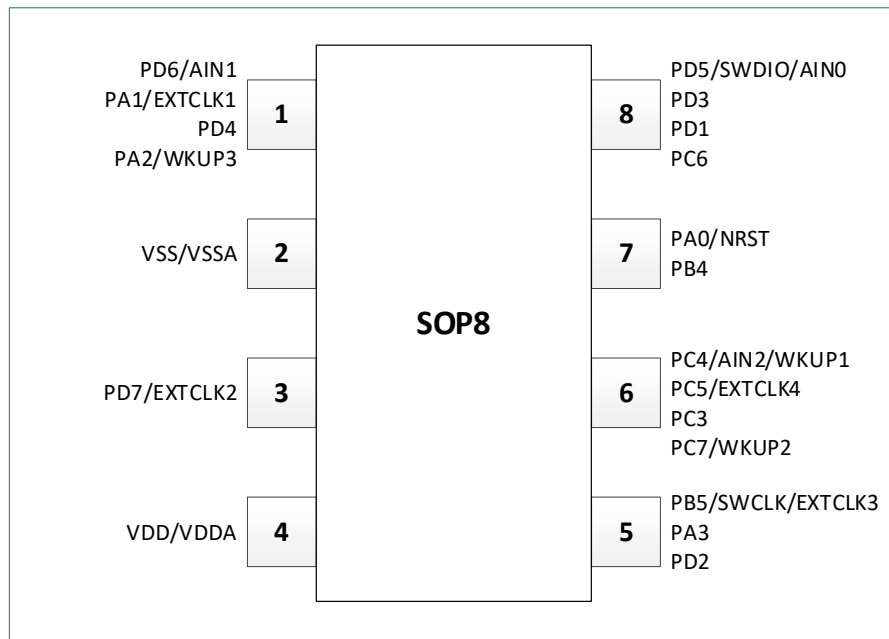 PD6/AIN1
PA1/EXTCLK1
PD4
PA2/WKUP3
1
VSS/VSSA
2
PD7/EXTCLK2
3
VDD/VDDA
4
SOP8
8
PD5/SWDIO/AIN0
PD3
PD1
PC6
7
PA0/NRST
PB4
6
PC4/AIN2/WKUP1
PC5/EXTCLK4
PC3
PC7/WKUP2
5
PB5/SWCLK/EXTCLK3
PA3
PD2